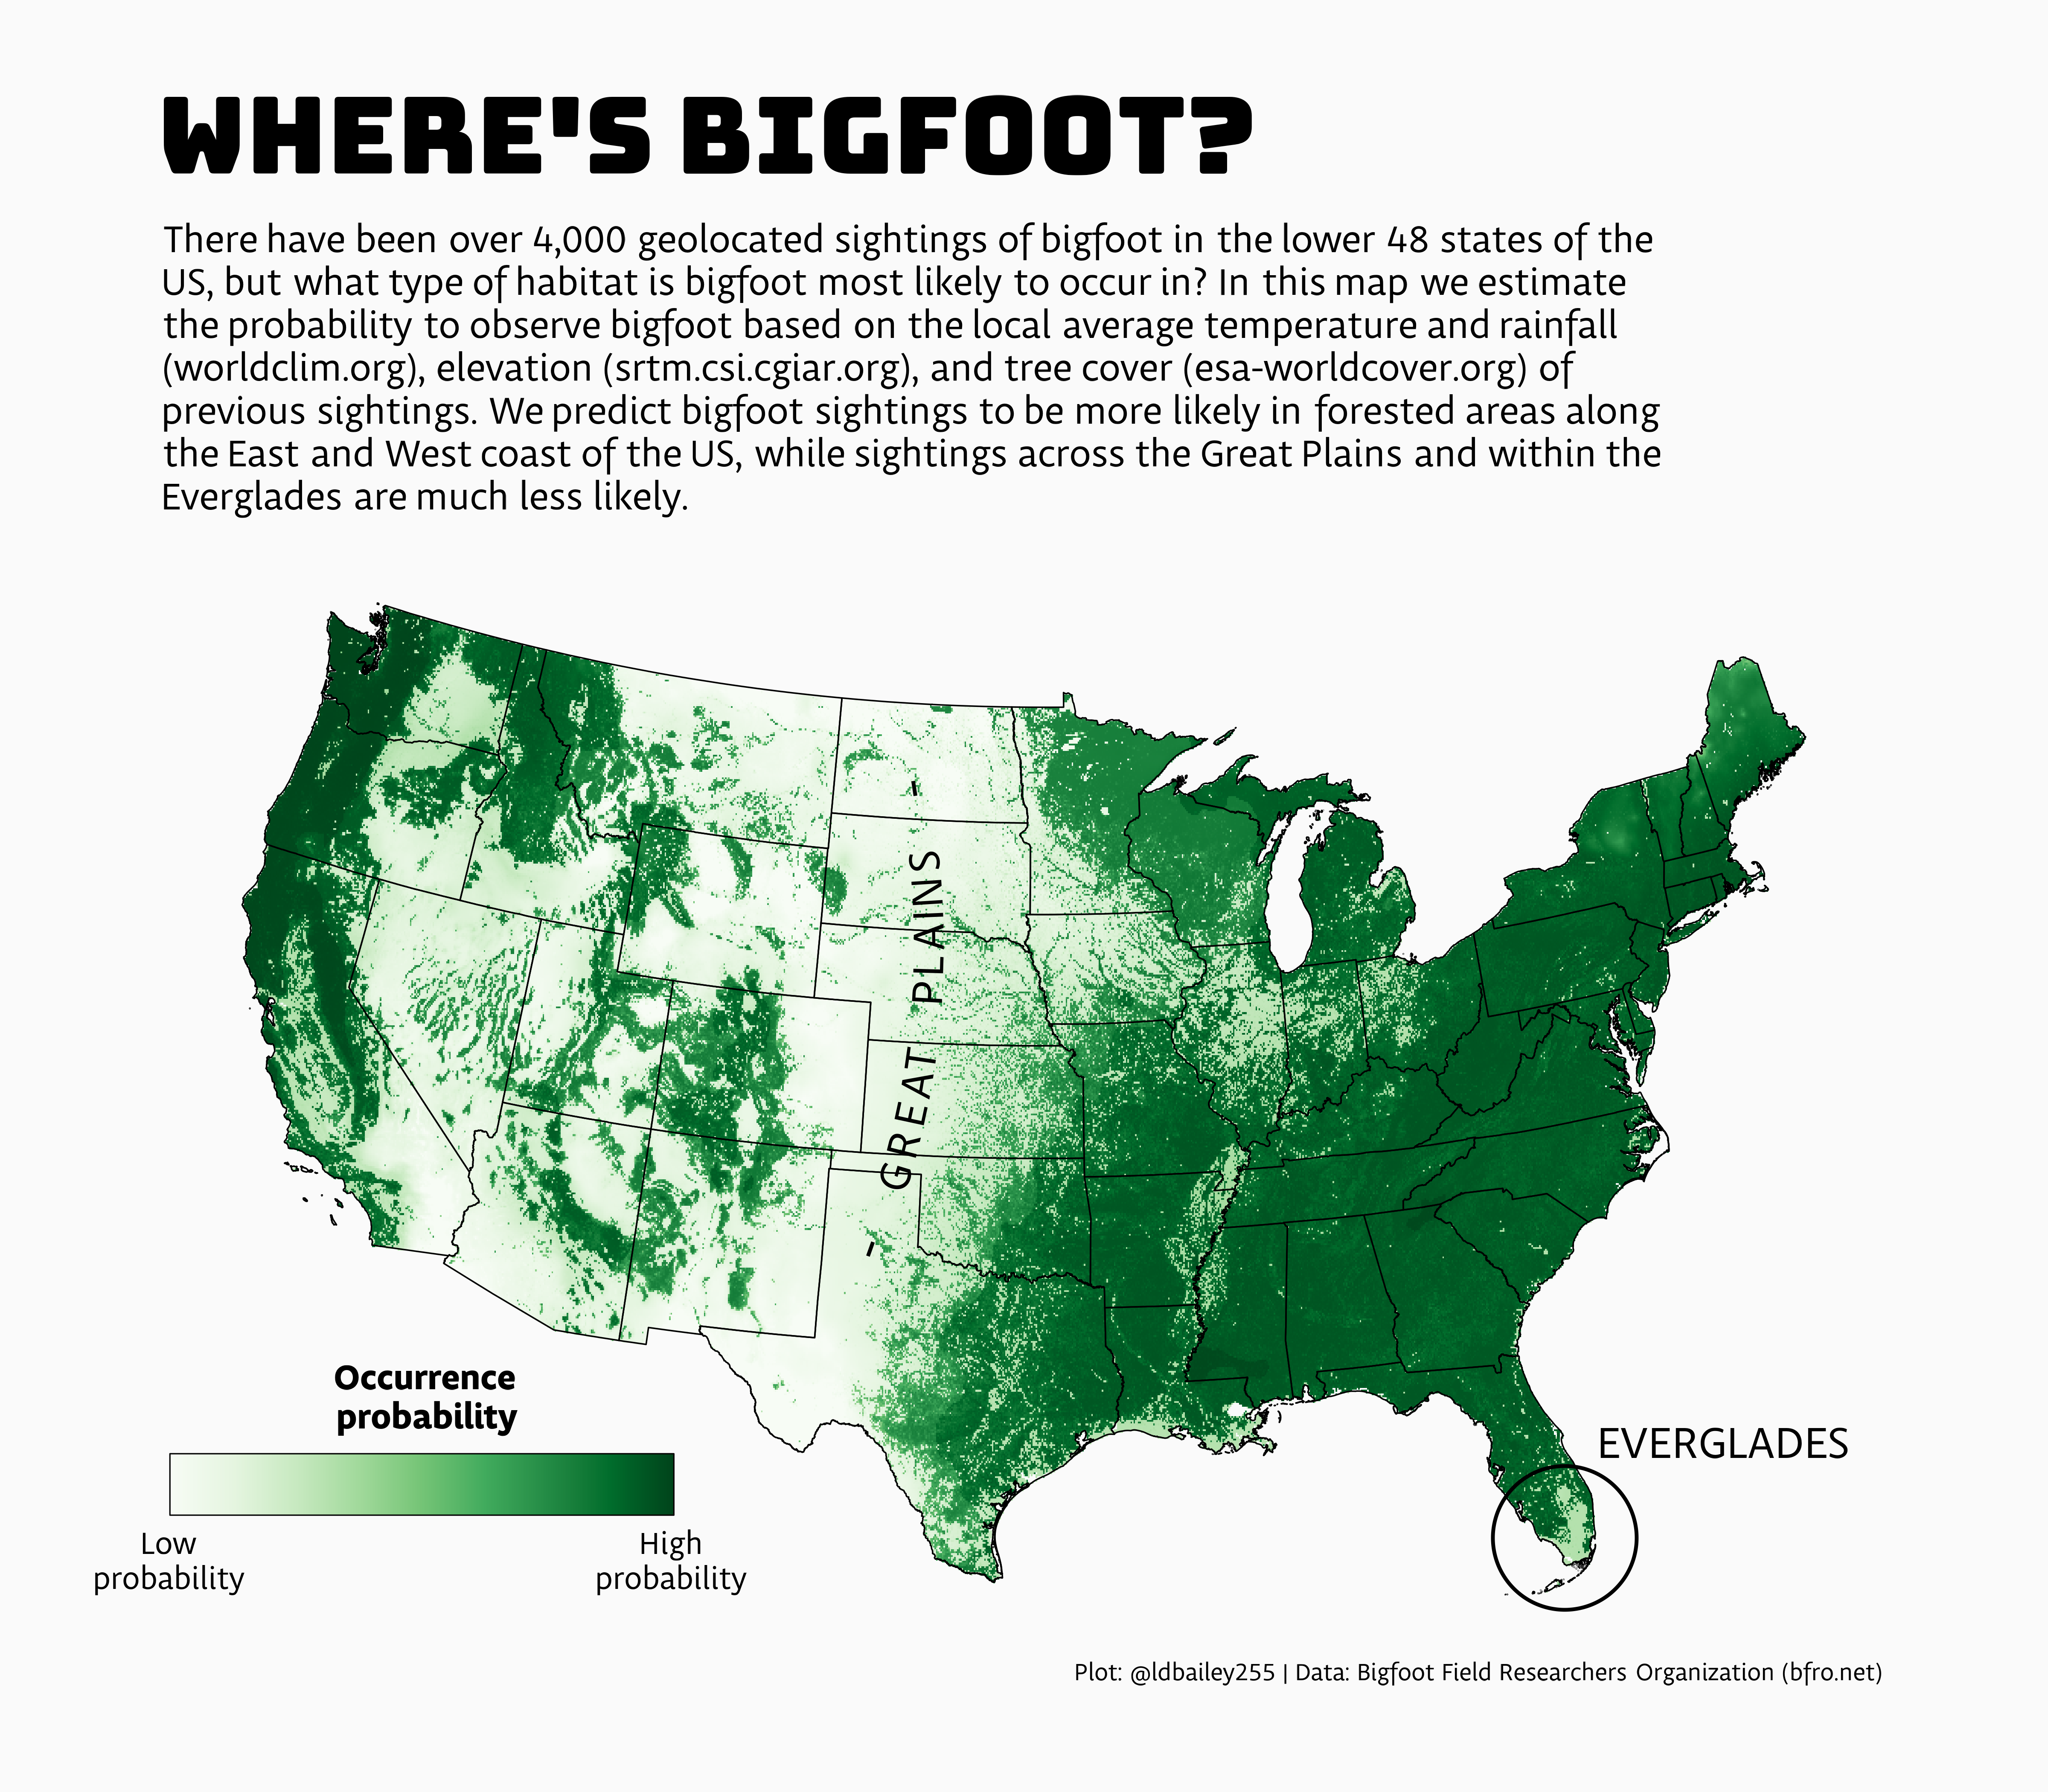 WHERE'S BIGFOOT?
There have been over 4,000 geolocated sightings of bigfoot in the lower 48 states of the
US, but what type of habitat is bigfoot most likely to occur in? In this map we estimate
the probability to observe bigfoot based on the local average temperature and rainfall
(worldclim.org), elevation (srtm.csi.cgiar.org), and tree cover (esa-worldcover.org) of
previous sightings. We predict bigfoot sightings to be more likely in forested areas along
the East and West coast of the US, while sightings across the Great Plains and within the
Everglades are much less likely.
- GREAT PLAINS -
Occurrence
probability
Low
probability
High
probability
EVERGLADES
Plot: @ldbailey255 | Data: Bigfoot Field Researchers Organization (bfro.net)